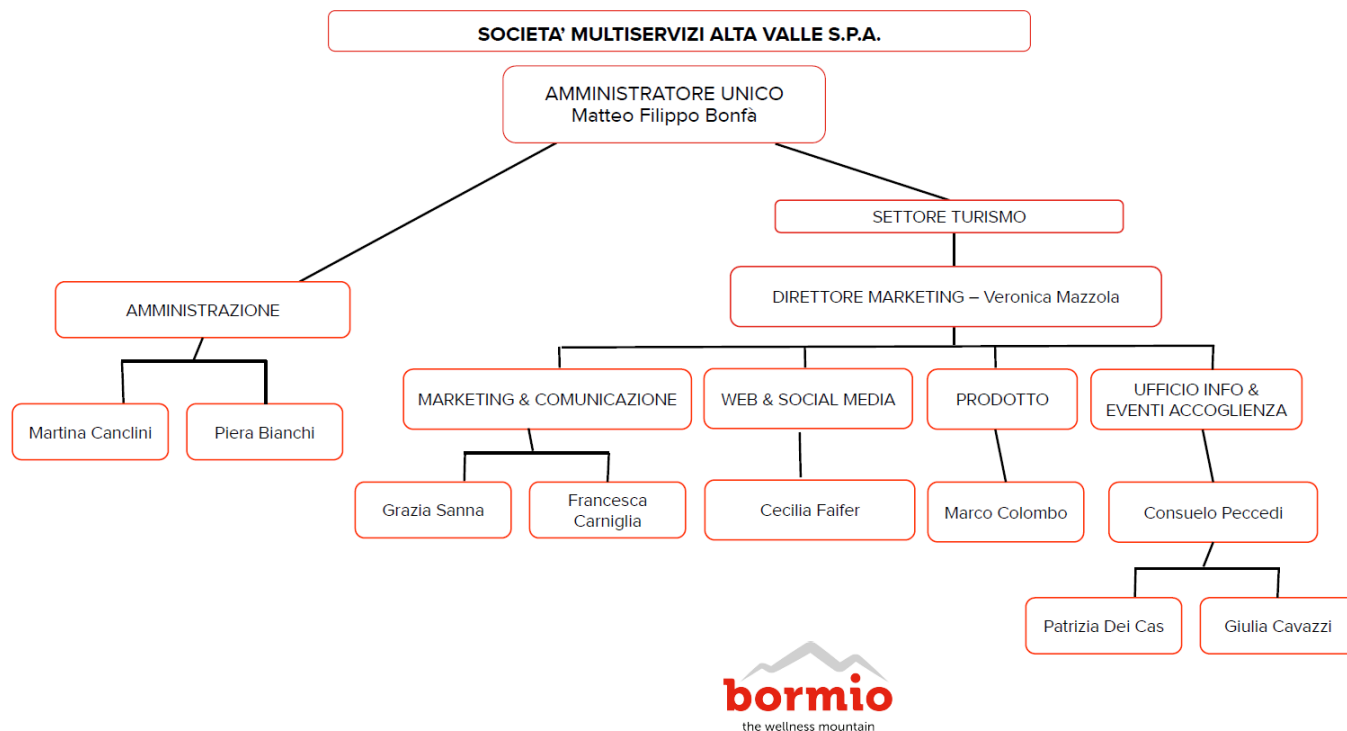 SOCIETA' MULTISERVIZI ALTA VALLE S.P.A.
AMMINISTRATORE UNICO
Matteo Filippo Bonfà
SETTORE TURISMO
DIRETTORE MARKETING – Veronica Mazzola
AMMINISTRAZIONE
Martina Canclini
Piera Bianchi
MARKETING & COMUNICAZIONE
WEB & SOCIAL MEDIA
PRODOTTO
UFFICIO INFO &
EVENTI ACCOGLIENZA
Grazia Sanna
Francesca
Carniglia
Cecilia Faifer
Marco Colombo
Consuelo Peccedi
Patrizia Dei Cas
Giulia Cavazzi
bormio
the wellness mountain